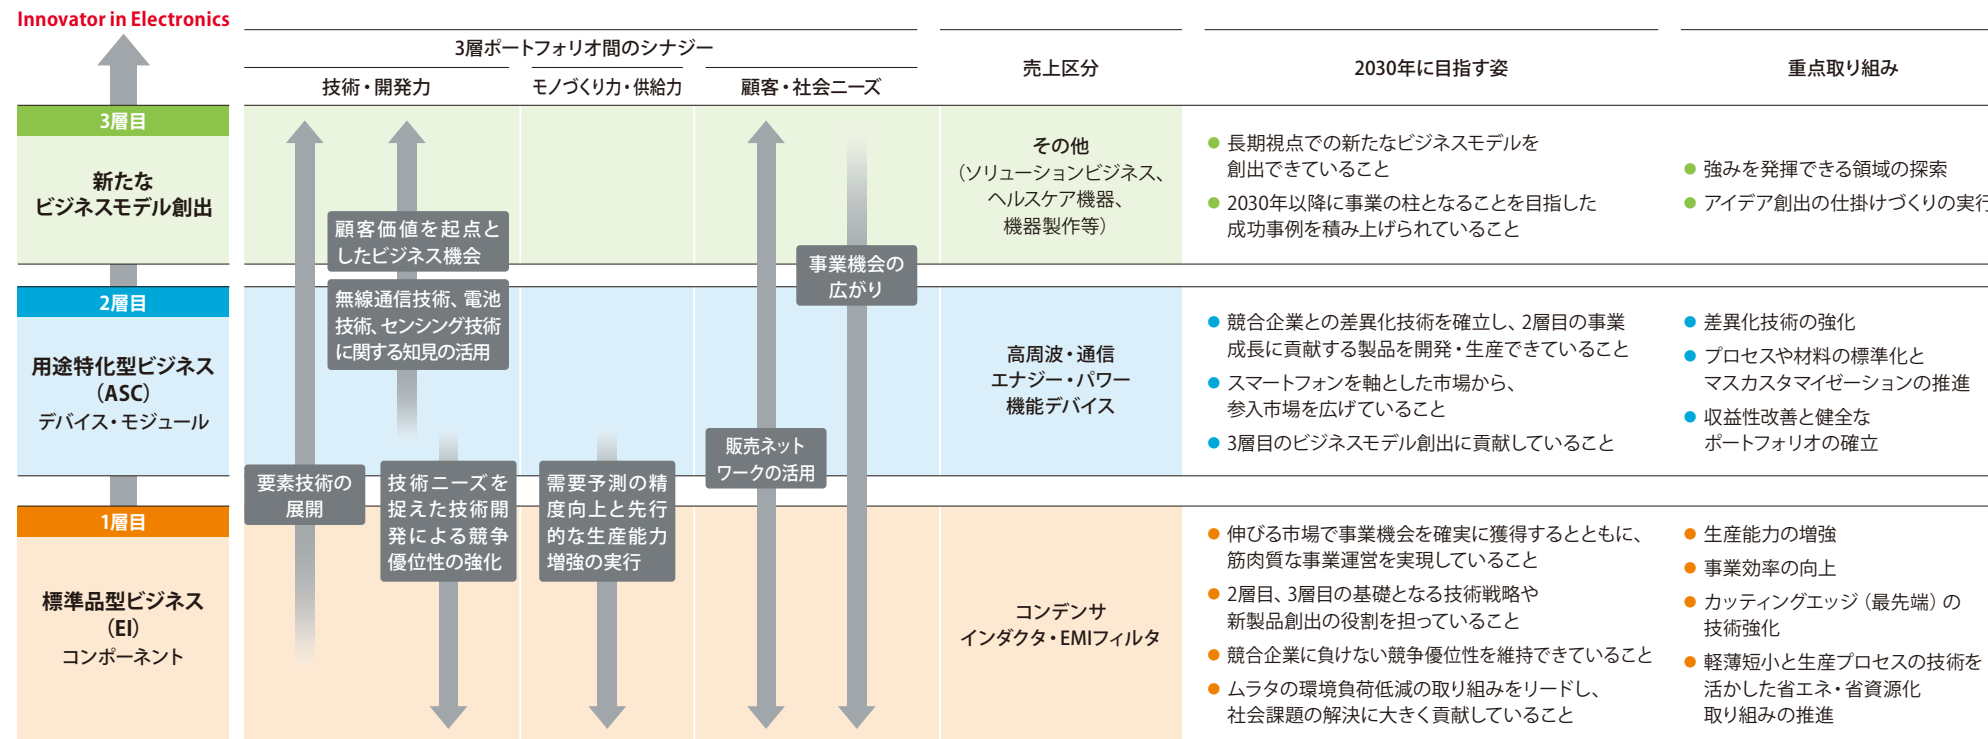 Innovator in Electronics
3層ポートフォリオ間のシナジー
技術・開発力
モノづくり力・供給力
顧客・社会ニーズ
売上区分
2030年に目指す姿
重点取り組み
3層目
新たな
ビジネスモデル創出
顧客価値を起点と
したビジネス機会
事業機会の
広がり
その他
（ソリューションビジネス、
ヘルスケア機器、
機器製作等）
● 長期視点での新たなビジネスモデルを
創出できていること
● 2030年以降に事業の柱となることを目指した
成功事例を積み上げられていること
● 強みを発揮できる領域の探索
● アイデア創出の仕掛けづくりの実行
2層目
用途特化型ビジネス
（ASC）
デバイス・モジュール
無線通信技術、電池
技術、センシング技術
に関する知見の活用
販売ネット
ワークの活用
高周波・通信
エナジー・パワー
機能デバイス
● 競合企業との差異化技術を確立し、2層目の事業
成長に貢献する製品を開発・生産できていること
● スマートフォンを軸とした市場から、
参入市場を広げていること
● 3層目のビジネスモデル創出に貢献していること
● 差異化技術の強化
● プロセスや材料の標準化と
マスカスタマイゼーションの推進
● 収益性改善と健全な
ポートフォリオの確立
要素技術の
展開
技術ニーズを
捉えた技術開
発による競争
優位性の強化
需要予測の精
度向上と先行
的な生産能力
増強の実行
1層目
標準品型ビジネス
（EI）
コンポーネント
コンデンサ
インダクタ・EMIフィルタ
● 伸びる市場で事業機会を確実に獲得するとともに、
筋肉質な事業運営を実現していること
● 2層目、3層目の基礎となる技術戦略や
新製品創出の役割を担っていること
● 競合企業に負けない競争優位性を維持できていること
● ムラタの環境負荷低減の取り組みをリードし、
社会課題の解決に大きく貢献していること
● 生産能力の増強
● 事業効率の向上
● カッティングエッジ（最先端）の
技術強化
● 軽薄短小と生産プロセスの技術を
活かした省エネ・省資源化
取り組みの推進